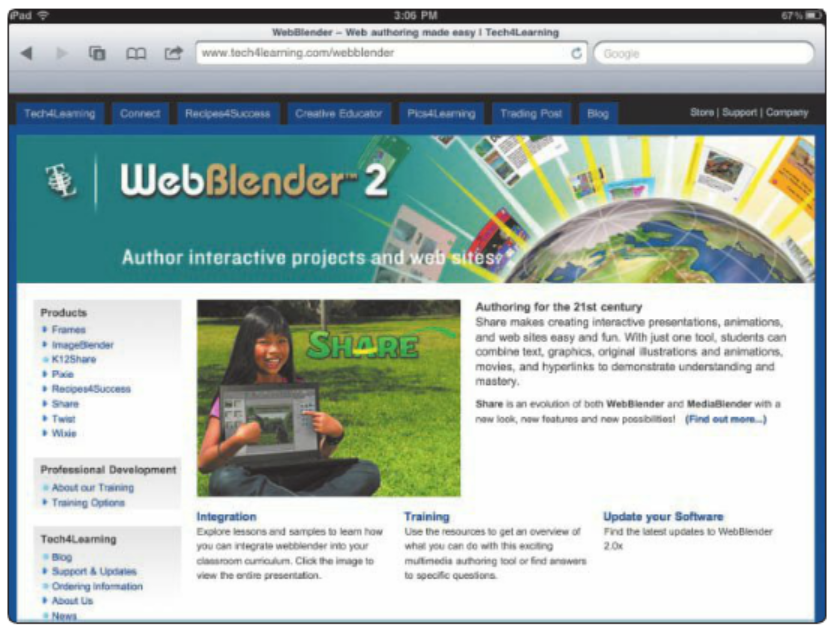 iPad
3:06 PM
67%
WebBlender – Web authoring made easy | Tech4Learning
www.tech4learning.com/webblender
Google
Tech4Learning
Connect
Recipes4Success
Creative Educator
Pics4Learning
Trading Post
Blog
Store | Support | Company
WebBlender™ 2
Author interactive projects and web sites.
Products
Frames
ImageBlender
K12Share
Pixie
Recipes4Success
Share
Twist
Wixie
Professional Development
About our Training
Training Options
Tech4Learning
Blog
Support & Updates
Ordering Information
About Us
News
SHARE
Authoring for the 21st century
Share makes creating interactive presentations, animations,
and web sites easy and fun. With just one tool, students can
combine text, graphics, original illustrations and animations,
movies, and hyperlinks to demonstrate understanding and
mastery.
Share is an evolution of both WebBlender and MediaBlender with a
new look, new features and new possibilities! (Find out more...)
Integration
Explore lessons and samples to learn how
you can integrate webblender into your
classroom curriculum. Click the image to
view the entire presentation.
Training
Use the resources to get an overview of
what you can do with this exciting
multimedia authoring tool or find answers
to specific questions.
Update your Software
Find the latest updates to WebBlender
2.0x